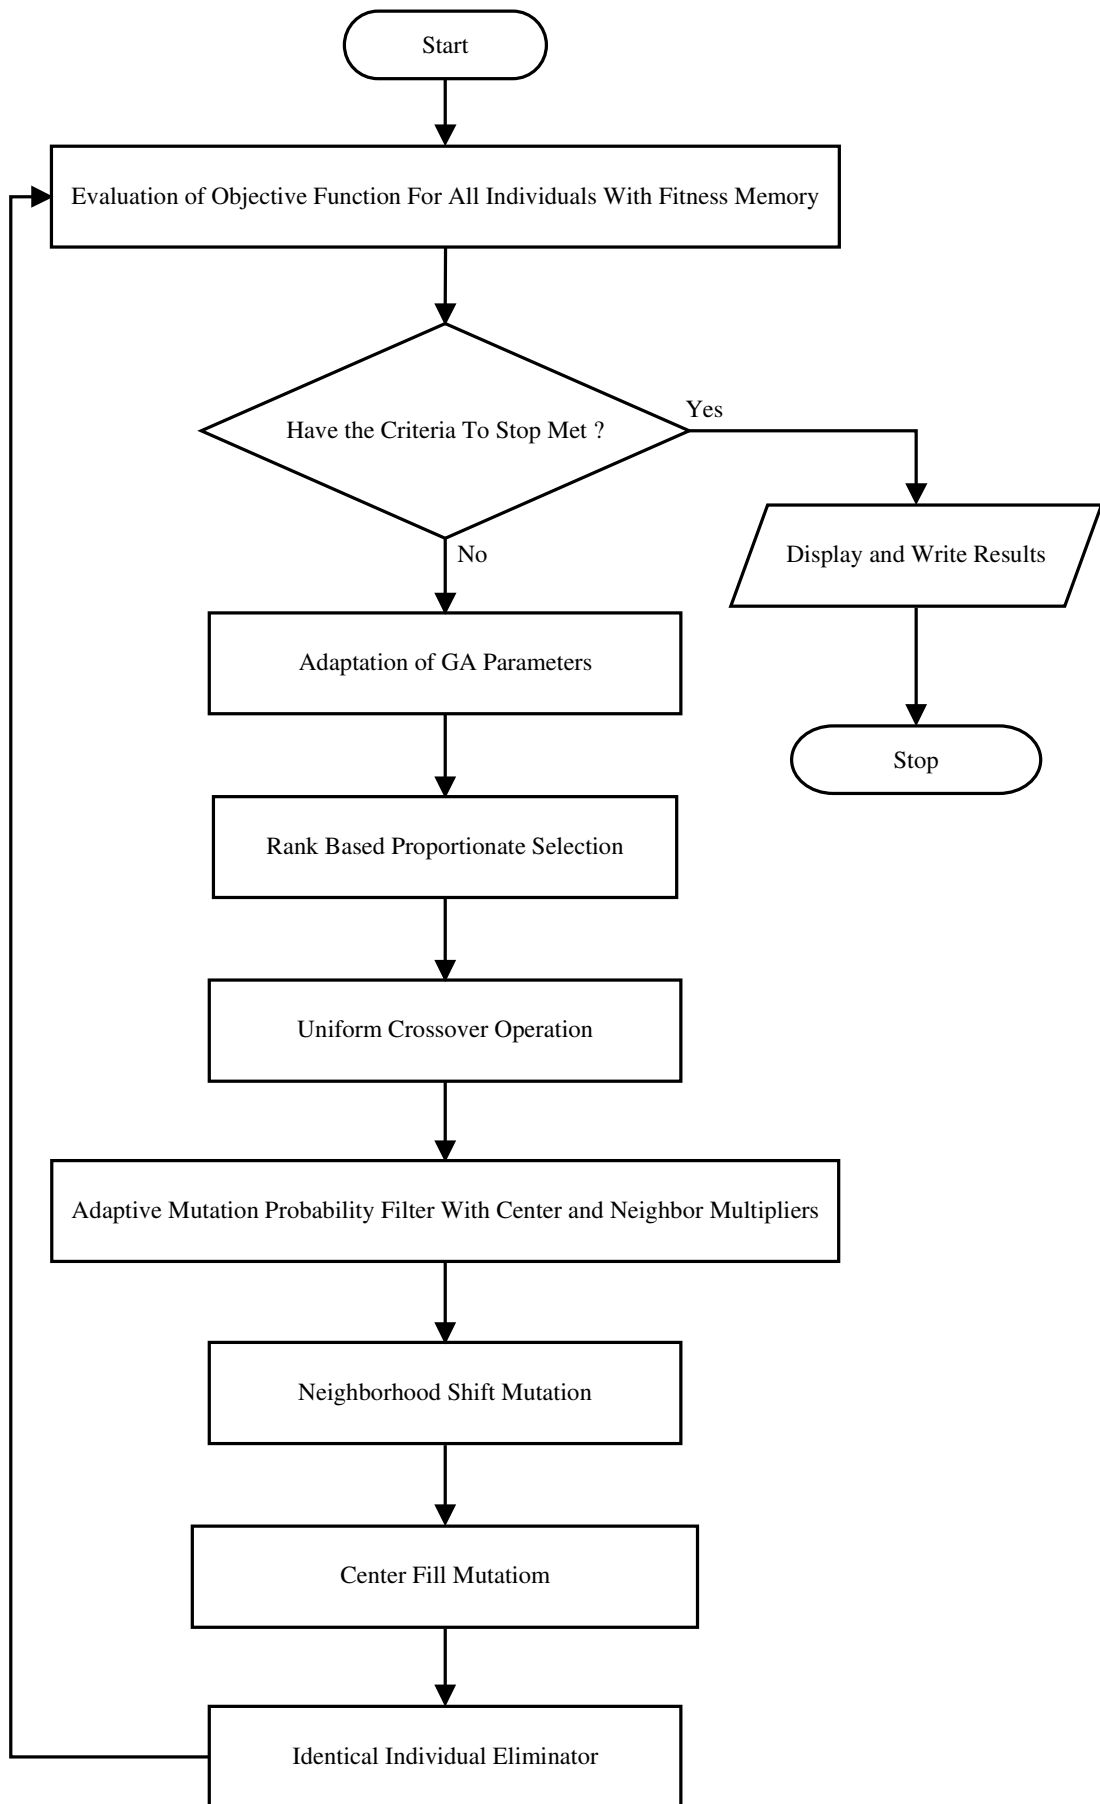 Start
Evaluation of Objective Function For All Individuals With Fitness Memory
Have the Criteria To Stop Met ?
Yes
No
Display and Write Results
Adaptation of GA Parameters
Stop
Rank Based Proportionate Selection
Uniform Crossover Operation
Adaptive Mutation Probability Filter With Center and Neighbor Multipliers
Neighborhood Shift Mutation
Center Fill Mutatiom
Identical Individual Eliminator